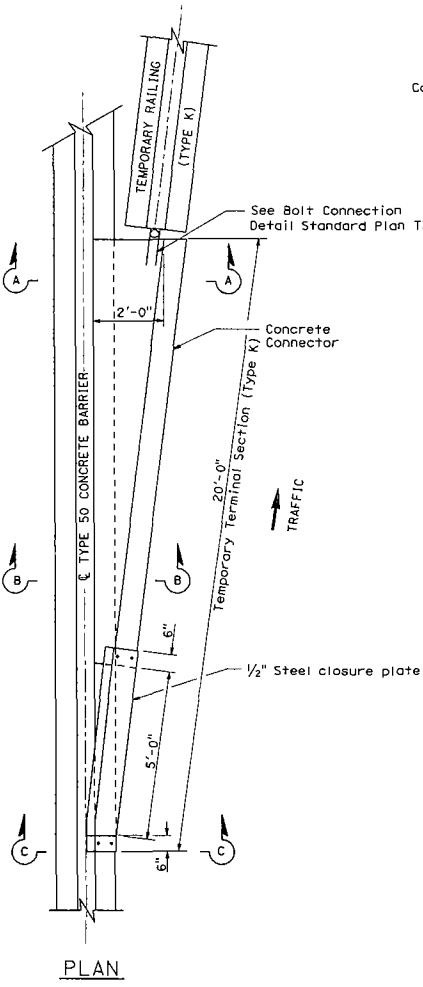 Co
TEMPORARY RAILING
(TYPE K)
See Bolt Connection
Detail Standard Plan T3
A
A
2'-0"
Concrete
Connector
20'-0"
Temporary Terminal Section (Type K)
℄ TYPE 50 CONCRETE BARRIER
TRAFFIC
B
B
6"
1/2" Steel closure plate
5'-0"
C
C
6"
PLAN